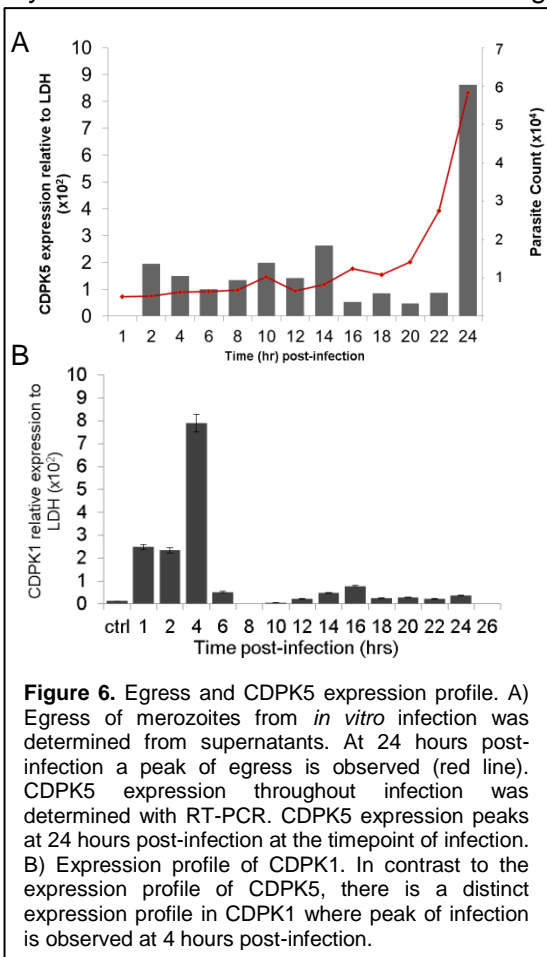 A
CDPK5 expression relative to LDH
(x10²)
10
9
8
7
6
5
4
3
2
1
0
7
6
5
4
3
2
1
Parasite Count (x10⁴)
1 2 4 6 8 10 12 14 16 18 20 22 24
Time (hr) post-infection
B
CDPK1 relative expression to
LDH (x10²)
10
9
8
7
6
5
4
3
2
1
0
ctrl 1 2 4 6 8 10 12 14 16 18 20 22 24 26
Time post-infection (hrs)
Figure 6. Egress and CDPK5 expression profile. A)
Egress of merozoites from in vitro infection was
determined from supernatants. At 24 hours post-
infection a peak of egress is observed (red line).
CDPK5 expression throughout infection was
determined with RT-PCR. CDPK5 expression peaks
at 24 hours post-infection at the timepoint of infection.
B) Expression profile of CDPK1. In contrast to the
expression profile of CDPK5, there is a distinct
expression profile in CDPK1 where peak of infection
is observed at 4 hours post-infection.